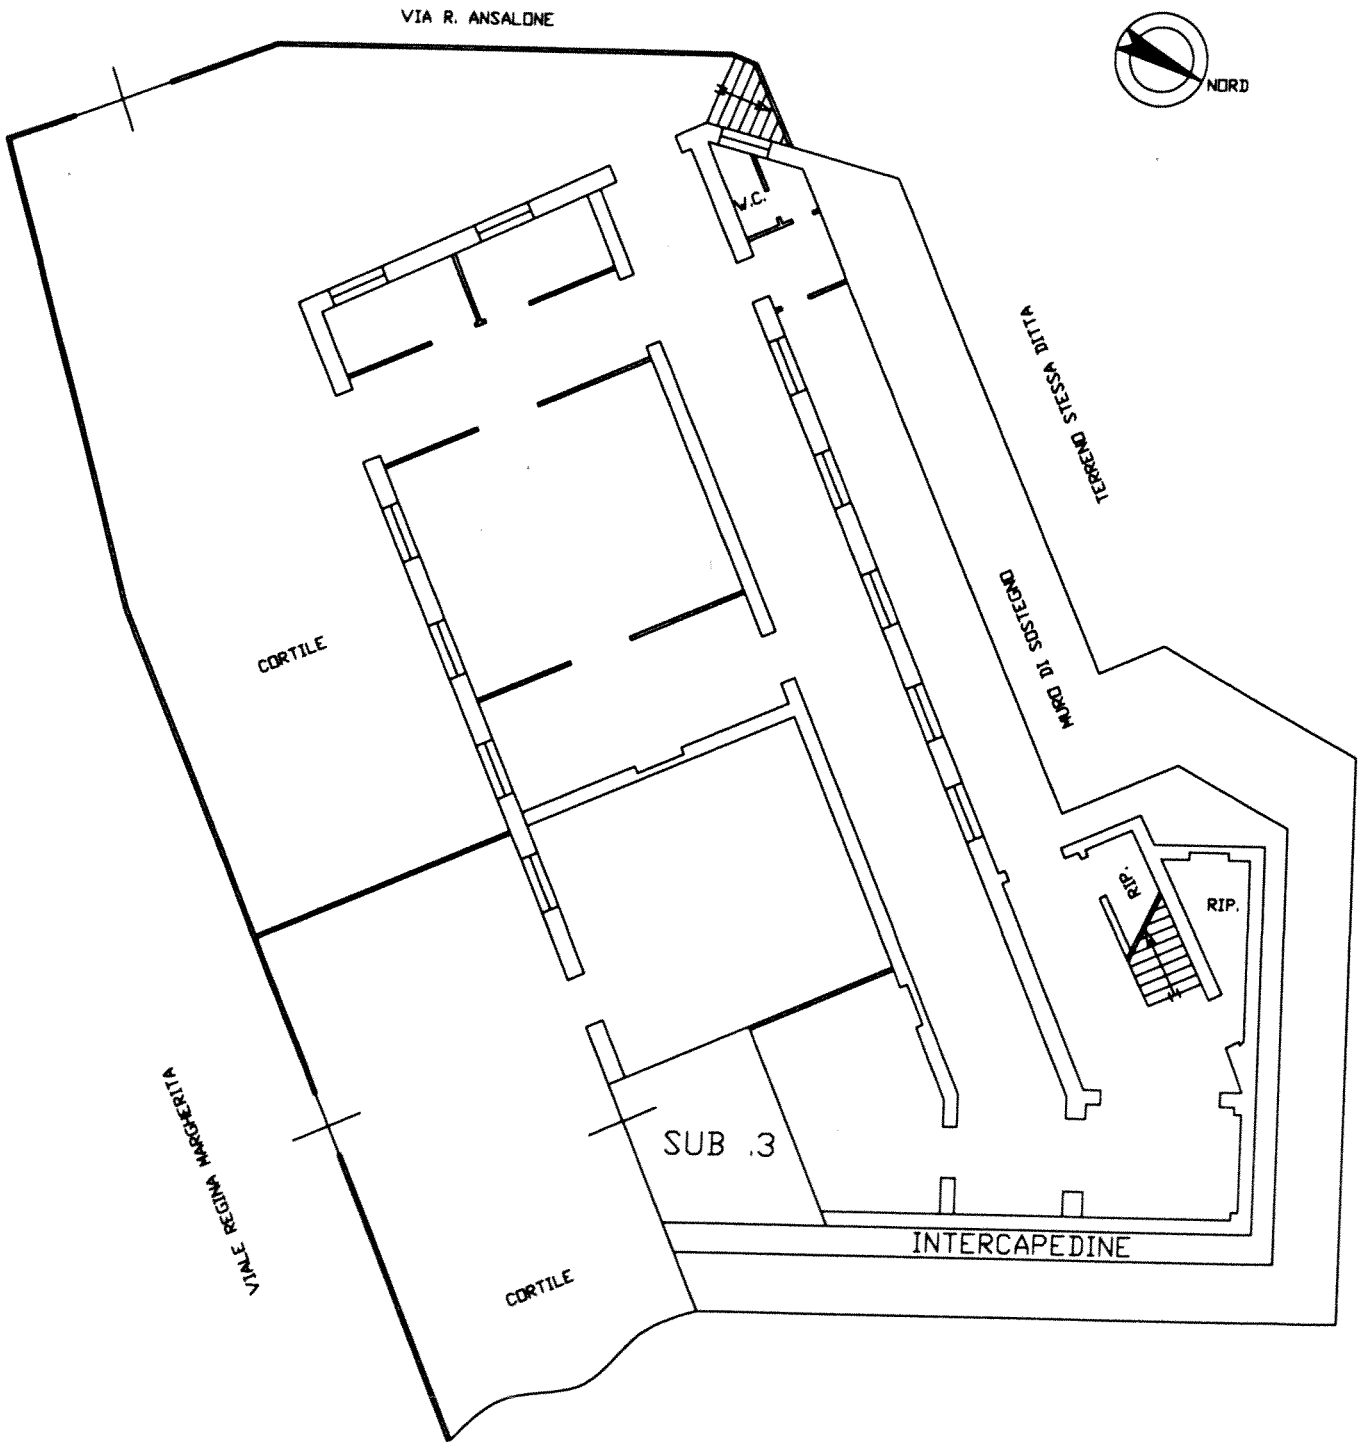 VIA R. ANSALONE
NORD
W.C.
TERRENO STESSA DITTA
MURO DI SOSTEGNO
CORTILE
RIP.
RIP.
VIALE REGINA MARGHERITA
SUB .3
INTERCAPEDINE
CORTILE